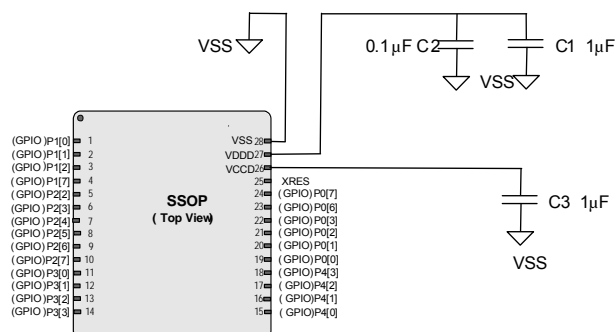 VSS
0.1µF C2
C1 1µF
VSS
(GPIO)P1[0] 1
(GPIO)P1[1] 2
(GPIO)P1[2] 3
(GPIO)P1[7] 4
(GPIO)P2[2] 5
(GPIO)P2[3] 6
(GPIO)P2[4] 7
(GPIO)P2[5] 8
(GPIO)P2[6] 9
(GPIO)P2[7] 10
(GPIO)P3[0] 11
(GPIO)P3[1] 12
(GPIO)P3[2] 13
(GPIO)P3[3] 14
SSOP
(Top View)
VSS 28
VDDD 27
VCCD 26
25 XRES
24 (GPIO)P0[7]
23 (GPIO)P0[6]
22 (GPIO)P0[3]
21 (GPIO)P0[2]
20 (GPIO)P0[1]
19 (GPIO)P0[0]
18 (GPIO)P4[3]
17 (GPIO)P4[2]
16 (GPIO)P4[1]
15 (GPIO)P4[0]
C3 1µF
VSS